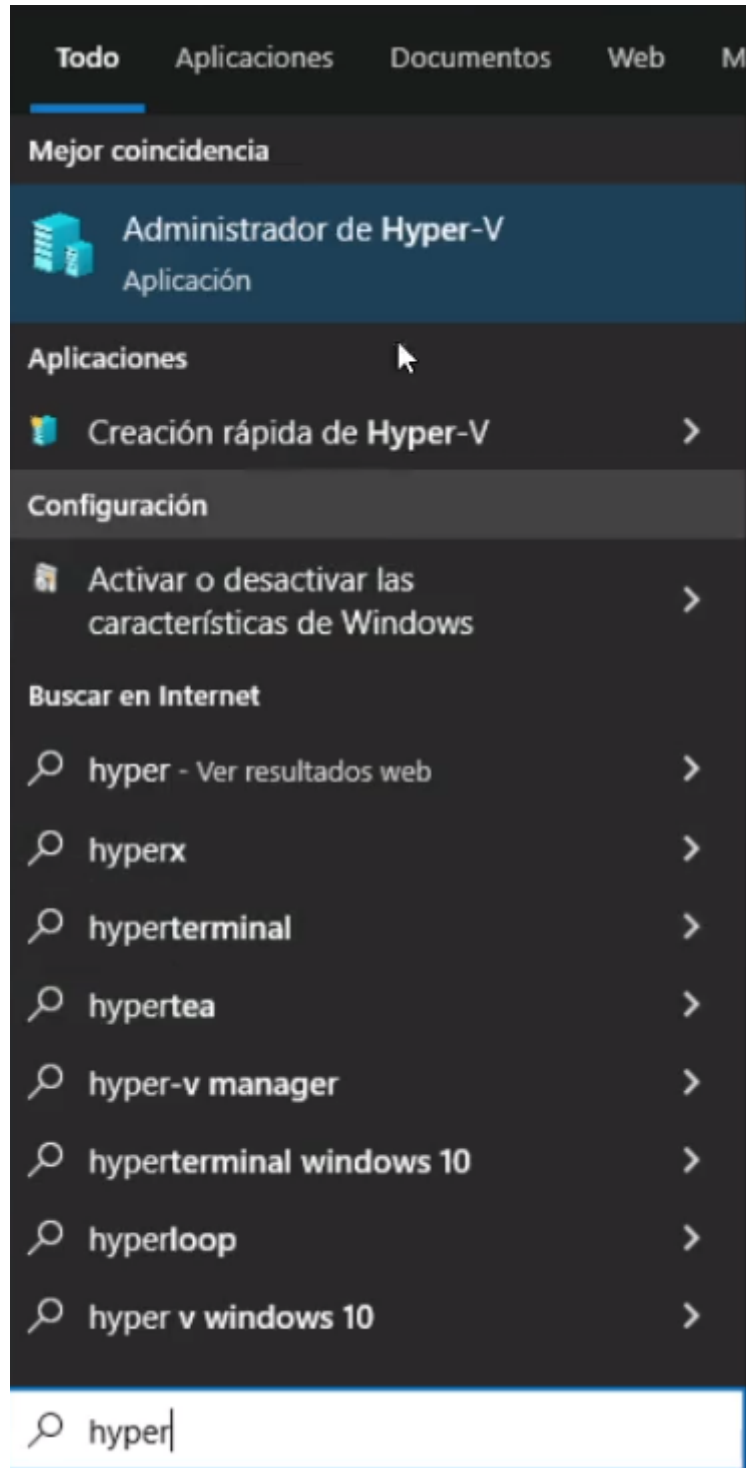 Todo Aplicaciones Documentos Web M
Mejor coincidencia
Administrador de Hyper-V
Aplicación
Aplicaciones
Creación rápida de Hyper-V
Configuración
Activar o desactivar las
características de Windows
Buscar en Internet
hyper - Ver resultados web
hyperx
hyperterminal
hypertea
hyper-v manager
hyperterminal windows 10
hyperloop
hyper v windows 10
hyper